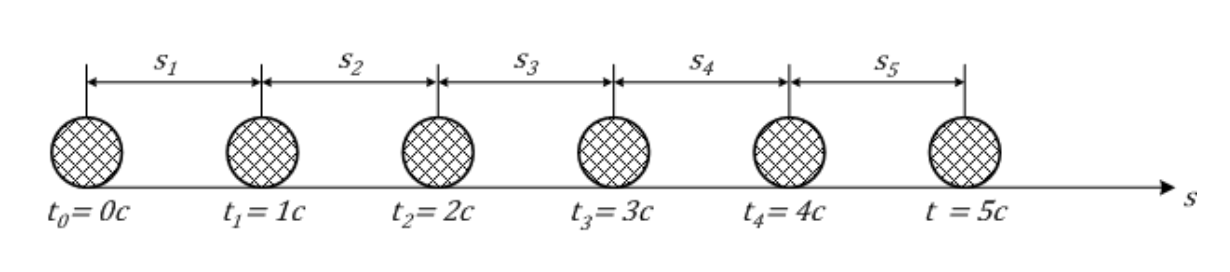 s₁ s₂ s₃ s₄ s₅
s
t₀= 0c t₁= 1c t₂= 2c t₃= 3c t₄= 4c t = 5c